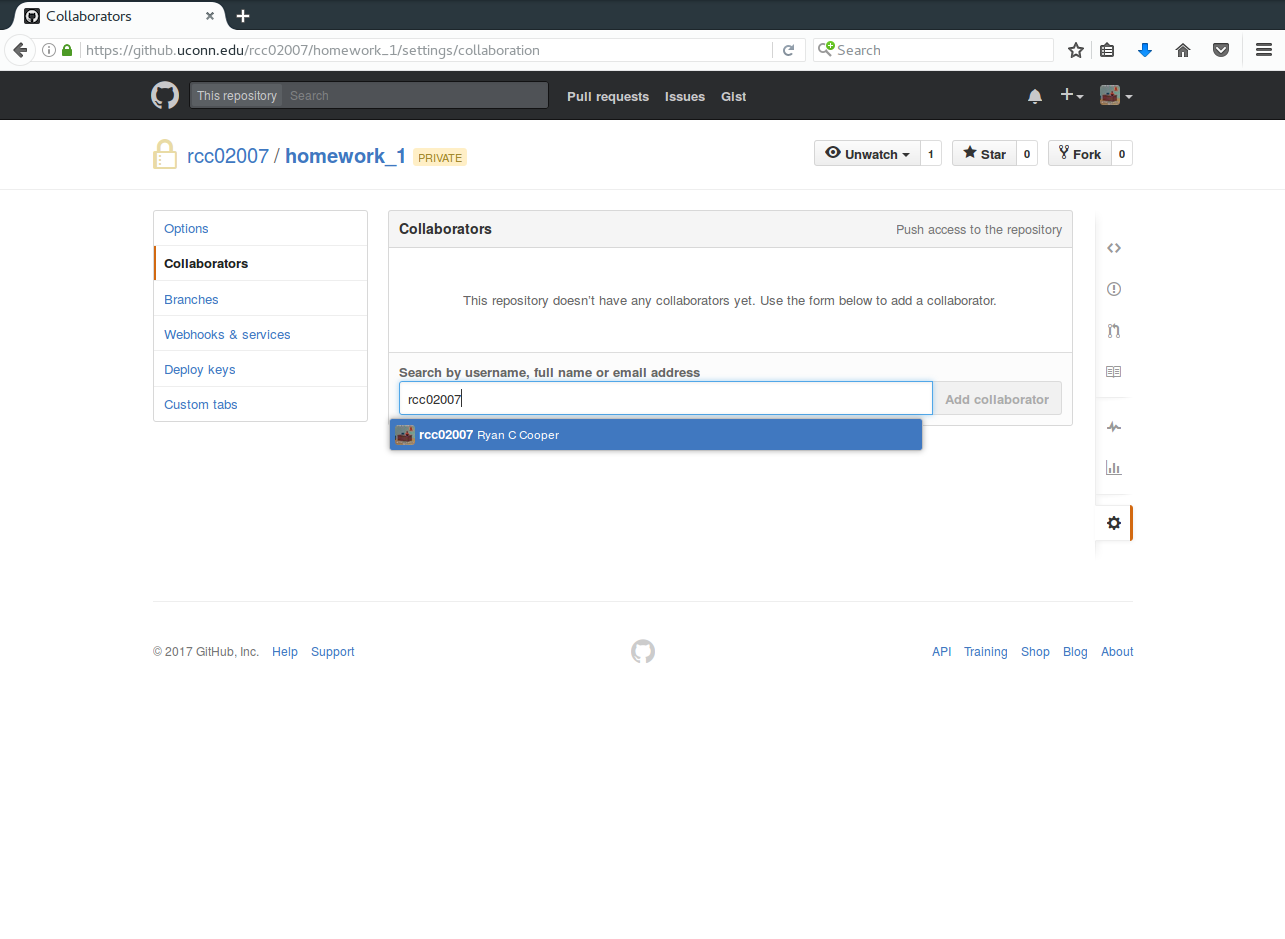 Collaborators
https://github.uconn.edu/rcc02007/homework_1/settings/collaboration
Search
This repository Search Pull requests Issues Gist
rcc02007 / homework_1 PRIVATE
Unwatch 1 Star 0 Fork 0
Options
Collaborators
Branches
Webhooks & services
Deploy keys
Custom tabs
Collaborators Push access to the repository
This repository doesn't have any collaborators yet. Use the form below to add a collaborator.
Search by username, full name or email address
rcc02007 Add collaborator
rcc02007 Ryan C Cooper
© 2017 GitHub, Inc. Help Support API Training Shop Blog About